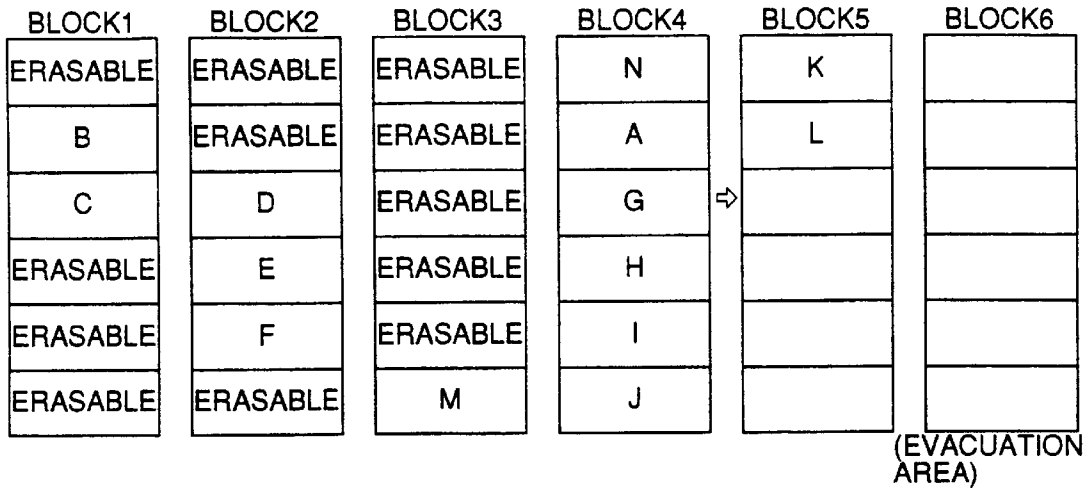 BLOCK1 BLOCK2 BLOCK3 BLOCK4 BLOCK5 BLOCK6
ERASABLE ERASABLE ERASABLE N K
B ERASABLE ERASABLE A L
C D ERASABLE G
ERASABLE E ERASABLE H
ERASABLE F ERASABLE I
ERASABLE ERASABLE M J
(EVACUATION
AREA)